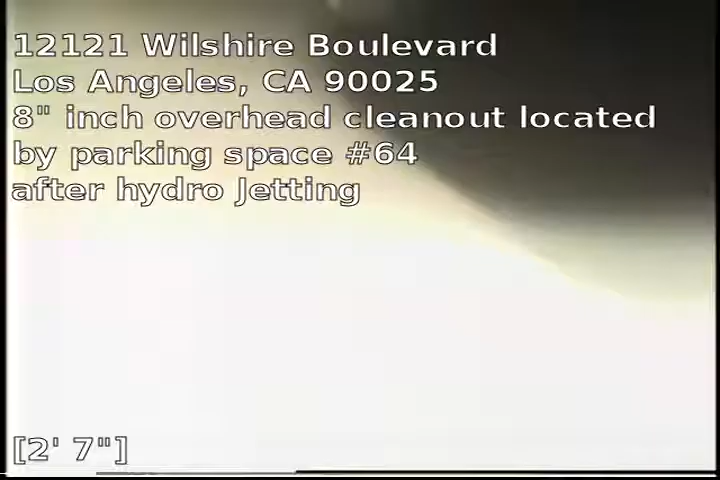 12121 Wilshire Boulevard
Los Angeles, CA 90025
8" inch overhead cleanout located
by parking space #64
after hydro Jetting
[2' 7"]